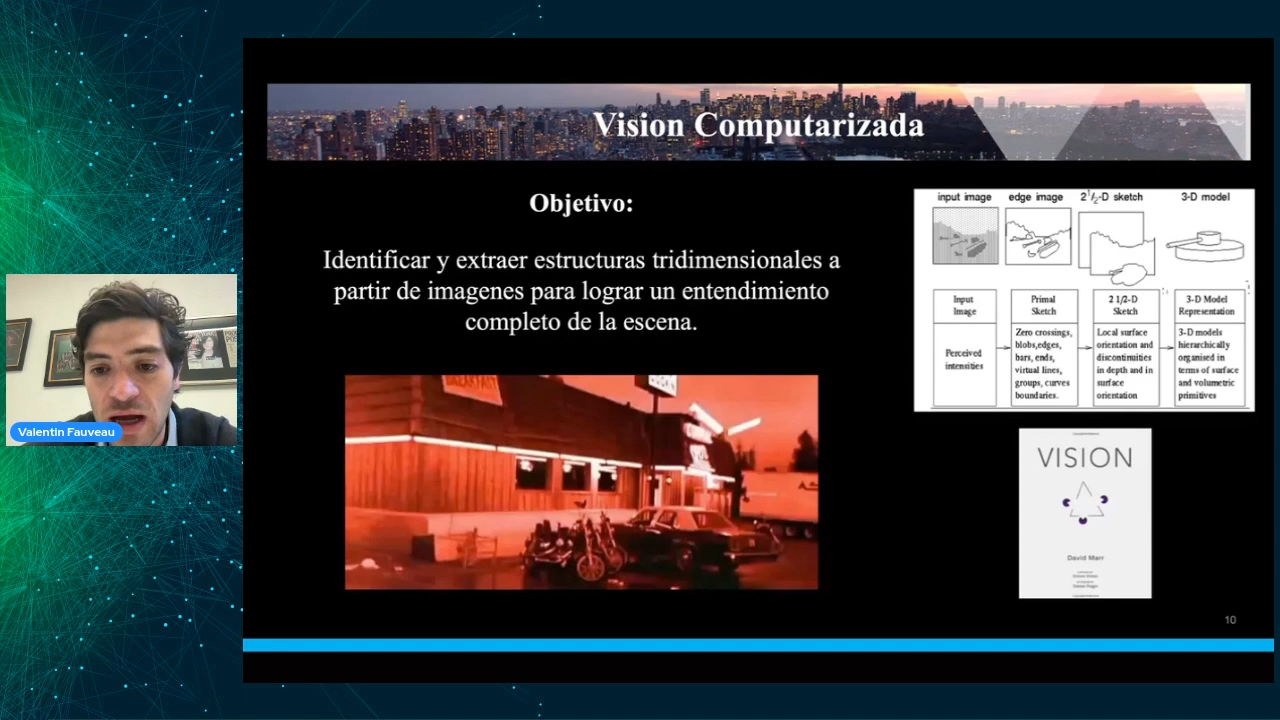 Vision Computarizada
Objetivo:
Identificar y extraer estructuras tridimensionales a
partir de imagenes para lograr un entendimiento
completo de la escena.
input image
edge image
2 1/2-D sketch
3-D model
Input
Image
Perceived
intensities
Primal
Sketch
Zero crossings,
blobs,edges,
bars, ends,
virtual lines,
groups, curves
boundaries.
2 1/2-D
Sketch
Local surface
orientation and
discontinuities
in depth and in
surface
orientation
3-D Model
Representation
3-D models
hierarchically
organised in
terms of surface
and volumetric
primitives
VISION
David Marr
Valentin Fauveau
10